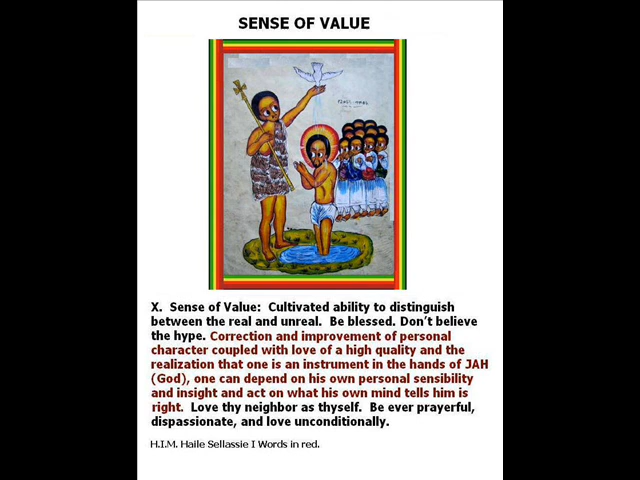 SENSE OF VALUE
X.  Sense of Value:  Cultivated ability to distinguish
between the real and unreal.  Be blessed. Don't believe
the hype. Correction and improvement of personal
character coupled with love of a high quality and the
realization that one is an instrument in the hands of JAH
(God), one can depend on his own personal sensibility
and insight and act on what his own mind tells him is
right.  Love thy neighbor as thyself.  Be ever prayerful,
dispassionate, and love unconditionally.
H.I.M. Haile Sellassie I Words in red.